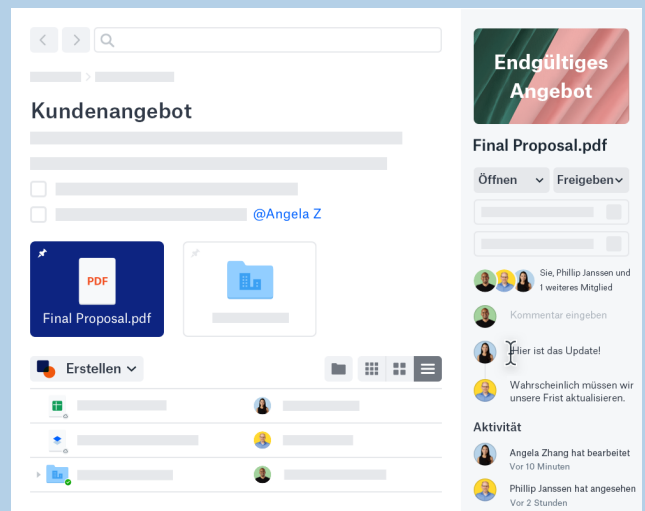 Kundenangebot
@Angela Z
PDF
Final Proposal.pdf
Erstellen
Endgültiges
Angebot
Final Proposal.pdf
Öffnen
Freigeben
Sie, Phillip Janssen und
1 weiteres Mitglied
Kommentar eingeben
Hier ist das Update!
Wahrscheinlich müssen wir
unsere Frist aktualisieren.
Aktivität
Angela Zhang hat bearbeitet
Vor 10 Minuten
Phillip Janssen hat angesehen
Vor 2 Stunden